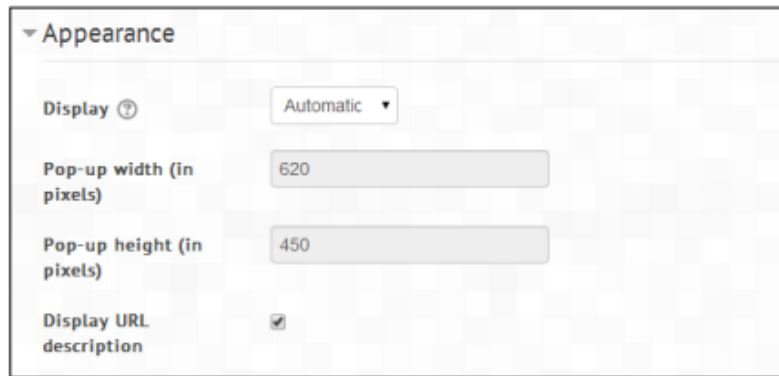 Appearance
Display
Automatic
Pop-up width (in
pixels)
620
Pop-up height (in
pixels)
450
Display URL
description